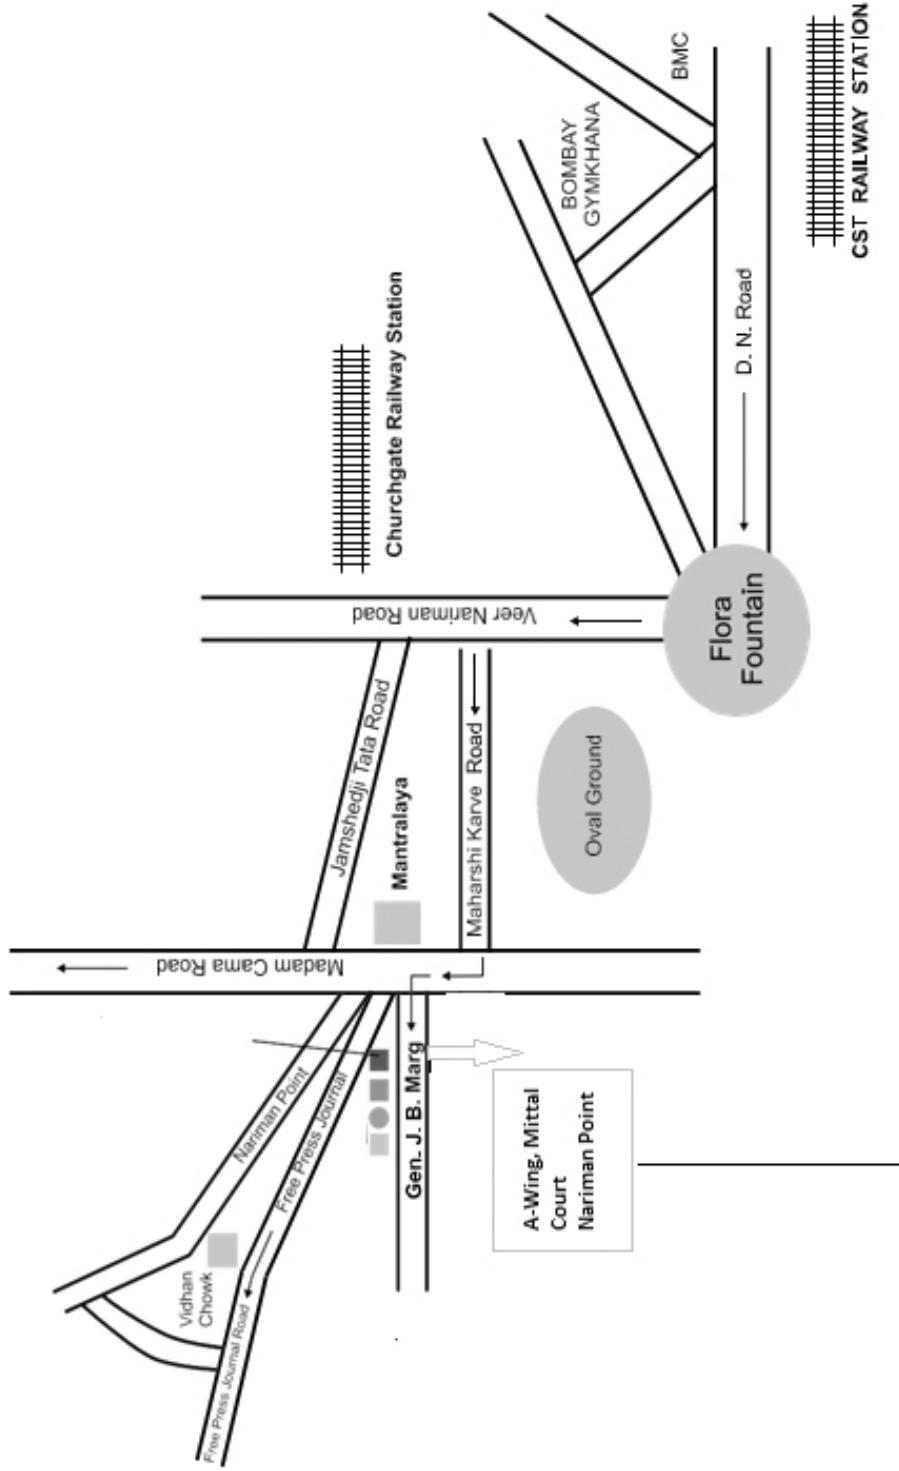 Free Press Journal Road
Vidhan
Chowk
Nariman Point
Free Press Journal
Gen. J. B. Marg
A-Wing, Mittal
Court
Nariman Point
Madam Cama Road
Jamshedji Tata Road
Mantralaya
Maharshi Karve Road
Oval Ground
Veer Nariman Road
Flora
Fountain
Churchgate Railway Station
D. N. Road
BOMBAY
GYMKHANA
BMC
CST RAILWAY STATION